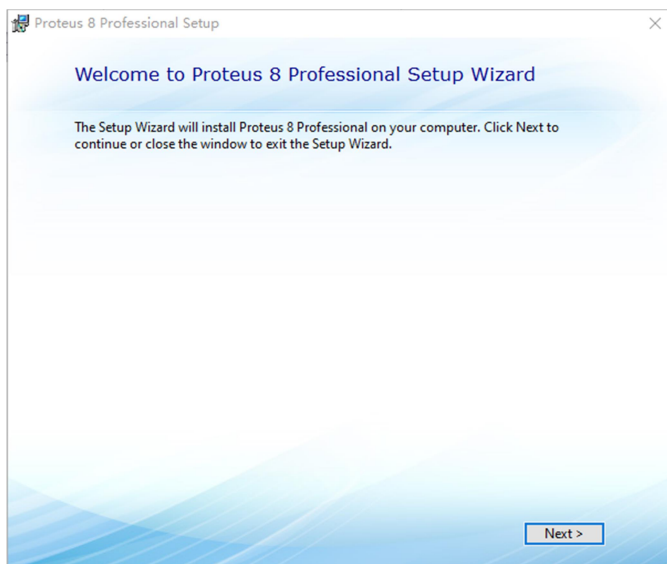 Proteus 8 Professional Setup
Welcome to Proteus 8 Professional Setup Wizard
The Setup Wizard will install Proteus 8 Professional on your computer. Click Next to
continue or close the window to exit the Setup Wizard.
Next >